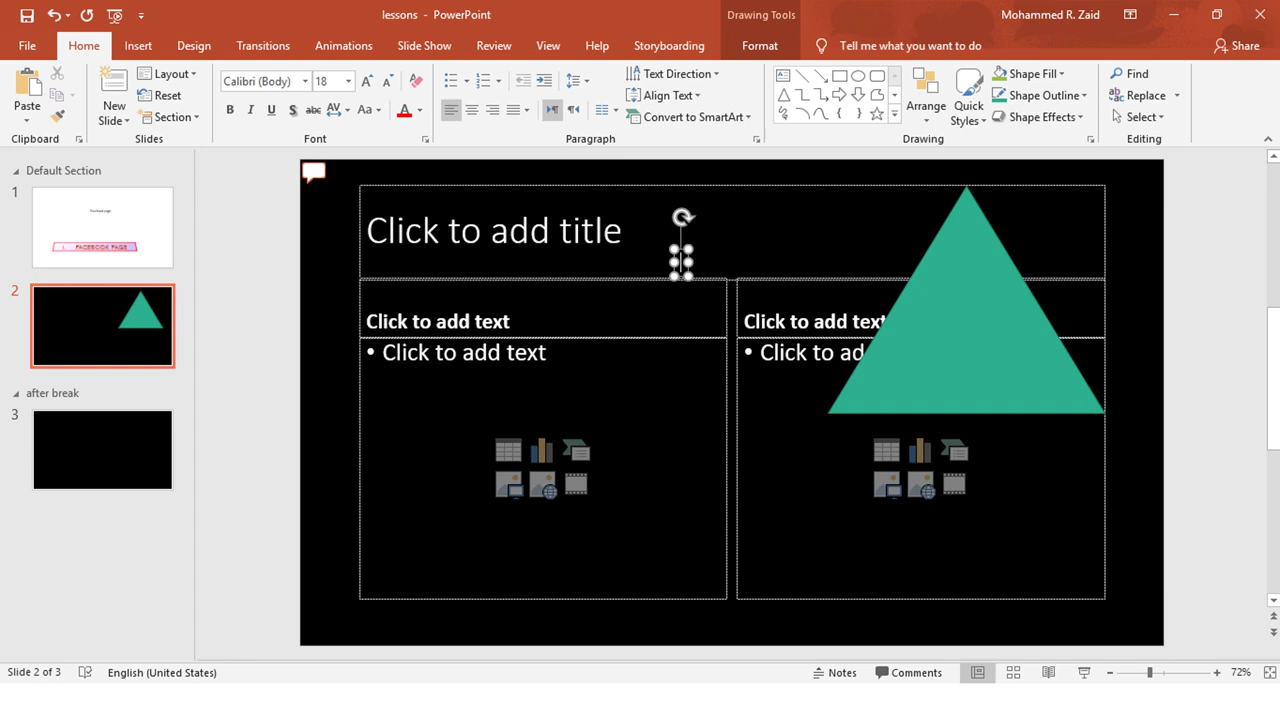 lessons - PowerPoint
Drawing Tools
Mohammed R. Zaid
File Home Insert Design Transitions Animations Slide Show Review View Help Storyboarding Format Tell me what you want to do Share
Paste
Clipboard
New Slide
Layout
Reset
Section
Slides
Calibri (Body) 18
B I U S abc AV Aa A
Font
Text Direction
Align Text
Convert to SmartArt
Paragraph
Arrange
Quick Styles
Shape Fill
Shape Outline
Shape Effects
Drawing
Find
Replace
Select
Editing
Default Section
1
FACEBOOK PAGE
2
after break
3
Click to add title
Click to add text
• Click to add text
Click to add text
• Click to ad
Slide 2 of 3 English (United States) Notes Comments 72%